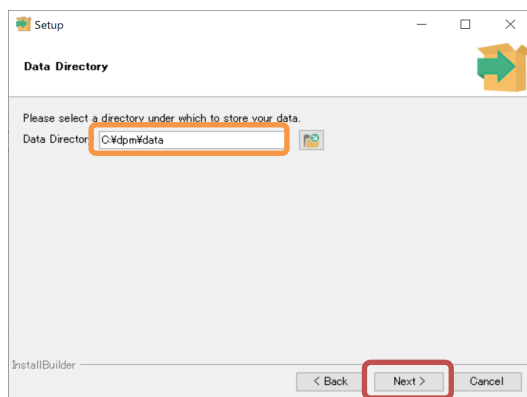 Setup
Data Directory
Please select a directory under which to store your data.
Data Director
C:¥dpm¥data
InstallBuilder
< Back
Next >
Cancel